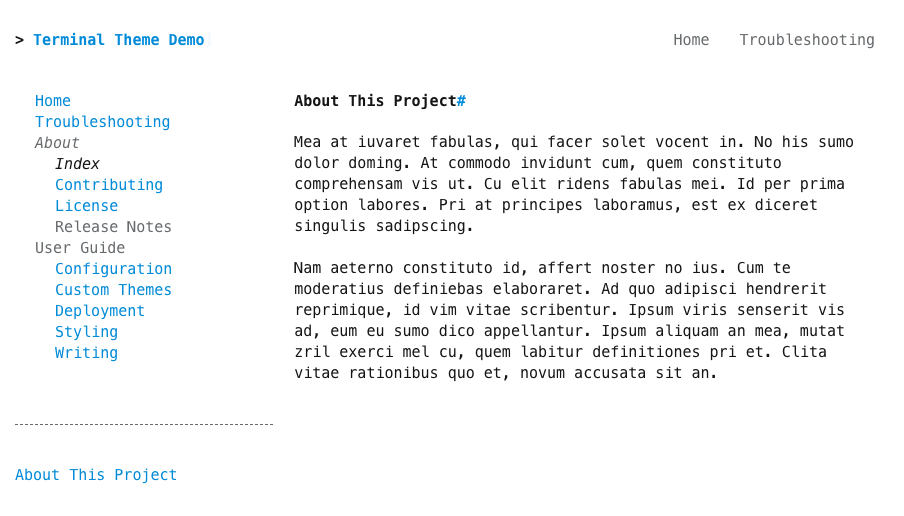 > Terminal Theme Demo
Home Troubleshooting
Home
Troubleshooting
About
Index
Contributing
License
Release Notes
User Guide
Configuration
Custom Themes
Deployment
Styling
Writing
About This Project
About This Project#
Mea at iuvaret fabulas, qui facer solet vocent in. No his sumo
dolor doming. At commodo invidunt cum, quem constituto
comprehensam vis ut. Cu elit ridens fabulas mei. Id per prima
option labores. Pri at principes laboramus, est ex diceret
singulis sadipscing.
Nam aeterno constituto id, affert noster no ius. Cum te
moderatius definiebas elaboraret. Ad quo adipisci hendrerit
reprimique, id vim vitae scribentur. Ipsum viris senserit vis
ad, eum eu sumo dico appellantur. Ipsum aliquam an mea, mutat
zril exerci mel cu, quem labitur definitiones pri et. Clita
vitae rationibus quo et, novum accusata sit an.